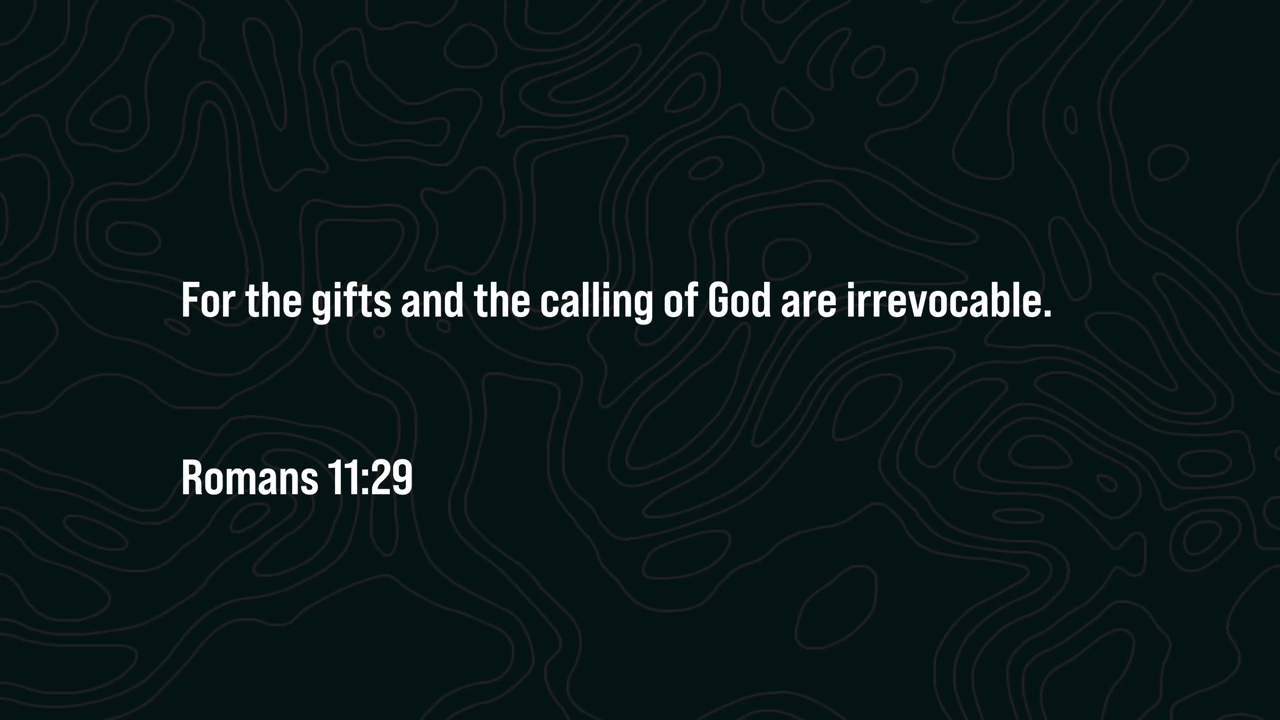 For the gifts and the calling of God are irrevocable.
Romans 11:29